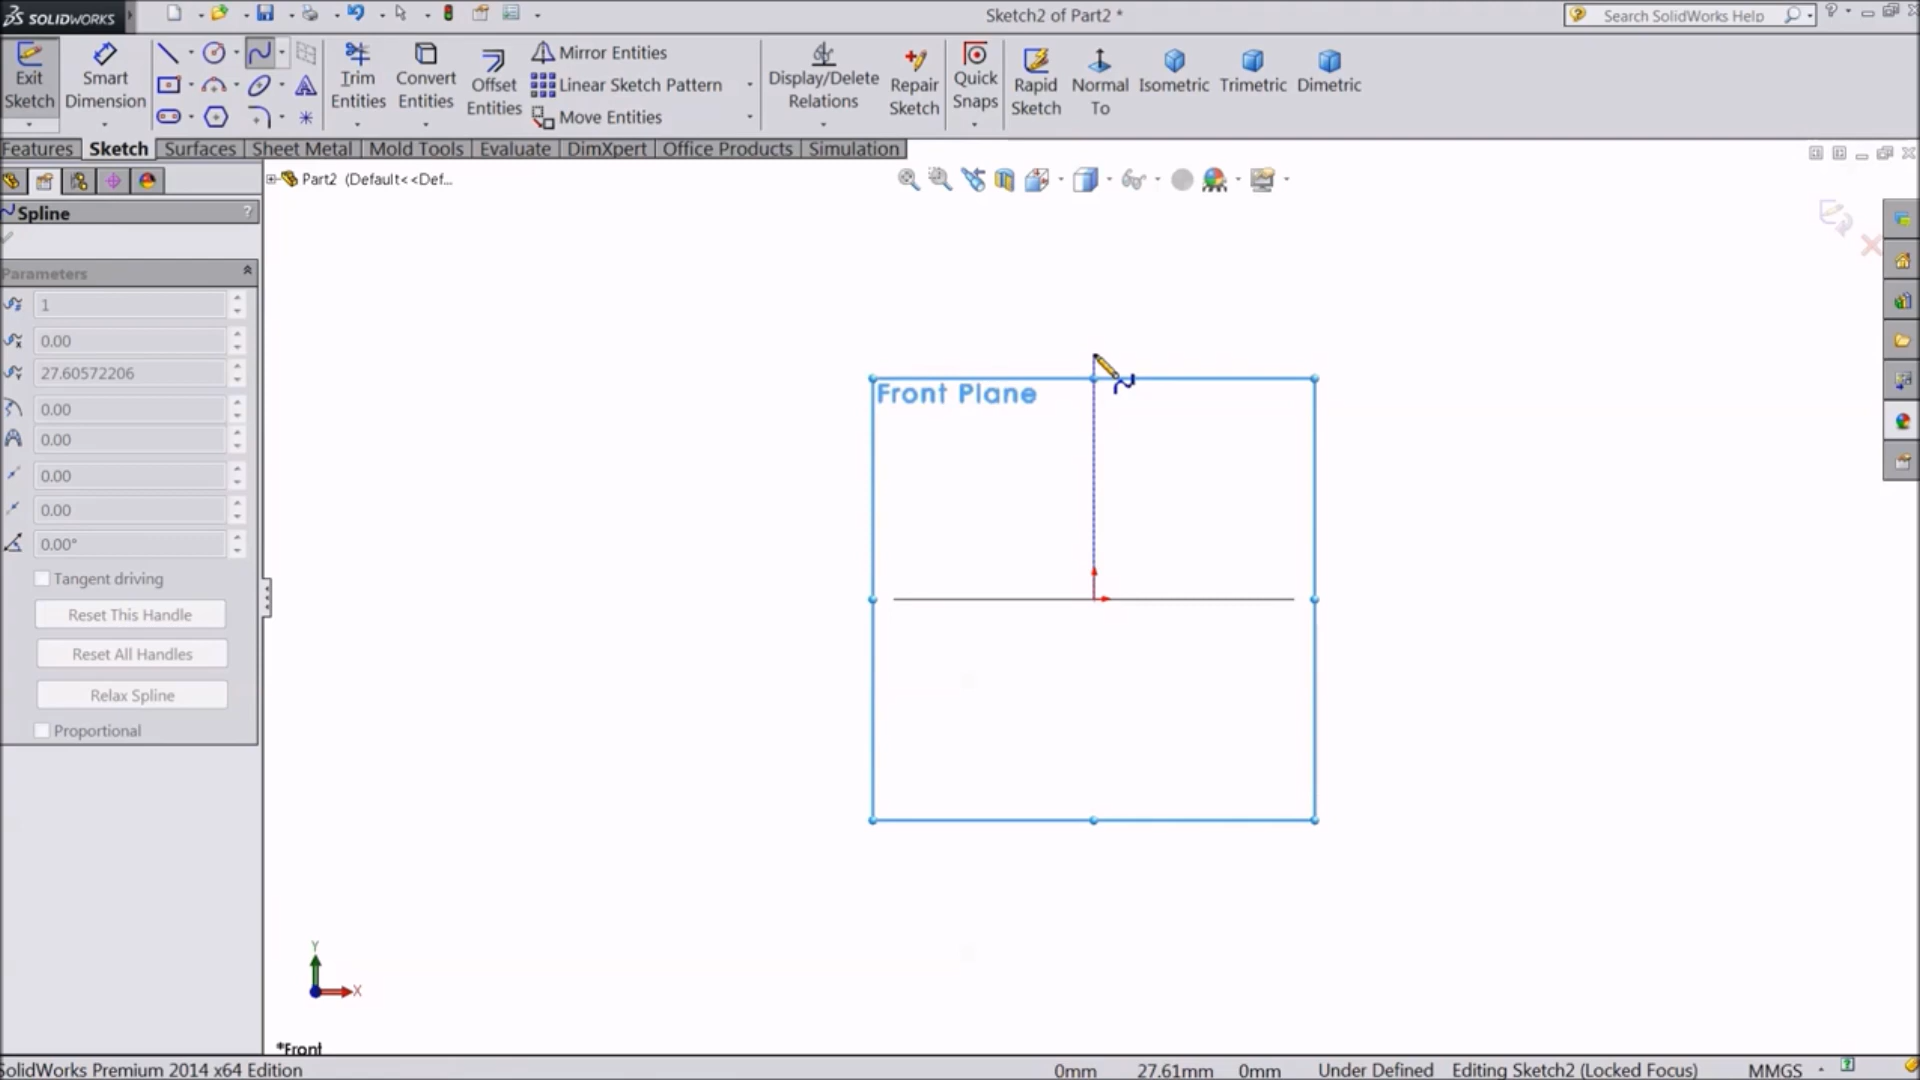 SOLIDWORKS
Sketch2 of Part2 *
Search SolidWorks Help
Exit Sketch
Smart Dimension
Trim Entities
Convert Entities
Offset Entities
Mirror Entities
Linear Sketch Pattern
Move Entities
Display/Delete Relations
Repair Sketch
Quick Snaps
Rapid Sketch
Normal To
Isometric
Trimetric
Dimetric
Features
Sketch
Surfaces
Sheet Metal
Mold Tools
Evaluate
DimXpert
Office Products
Simulation
Part2 (Default<<Def...
Spline
?
Parameters
1
0.00
27.60572206
0.00
0.00
0.00
0.00
0.00°
Tangent driving
Reset This Handle
Reset All Handles
Relax Spline
Proportional
Front Plane
Y
X
*Front
SolidWorks Premium 2014 x64 Edition
0mm
27.61mm
0mm
Under Defined
Editing Sketch2 (Locked Focus)
MMGS